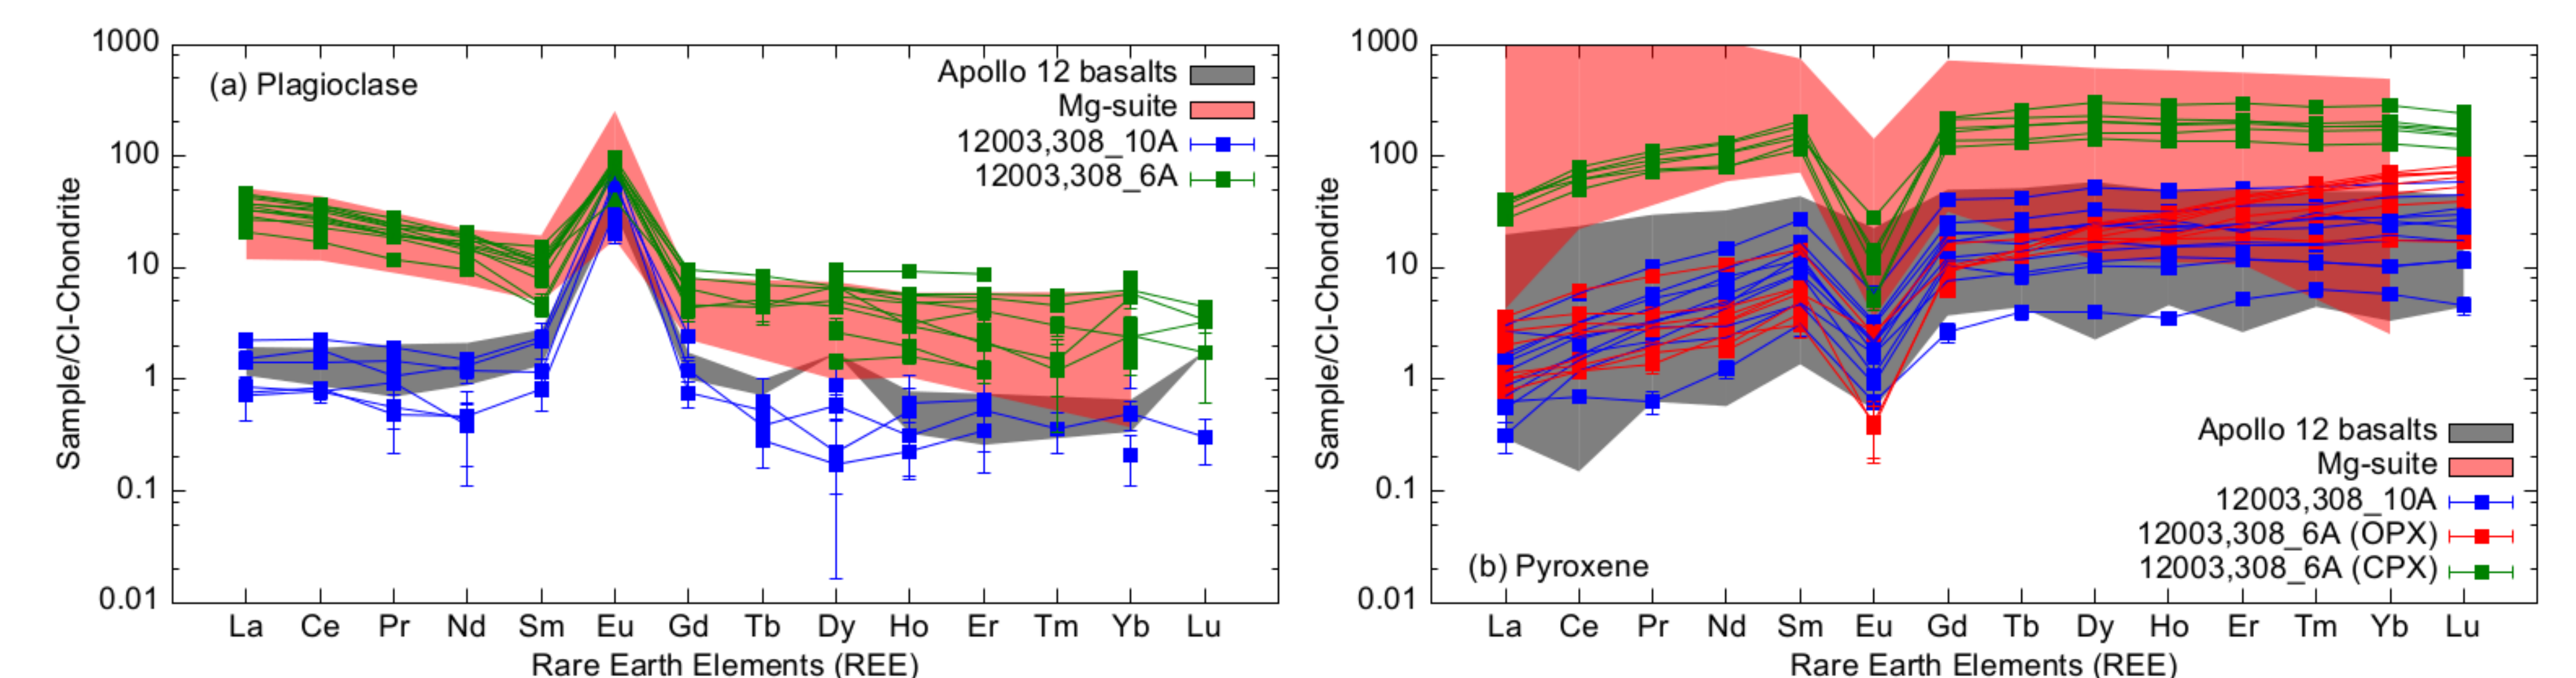 1000
100
10
1
0.1
0.01
Sample/CI-Chondrite
(a) Plagioclase
Apollo 12 basalts
Mg-suite
12003,308_10A
12003,308_6A
La Ce Pr Nd Sm Eu Gd Tb Dy Ho Er Tm Yb Lu
Rare Earth Elements (REE)
1000
100
10
1
0.1
0.01
Sample/CI-Chondrite
Apollo 12 basalts
Mg-suite
12003,308_10A
12003,308_6A (OPX)
12003,308_6A (CPX)
(b) Pyroxene
La Ce Pr Nd Sm Eu Gd Tb Dy Ho Er Tm Yb Lu
Rare Earth Elements (REE)